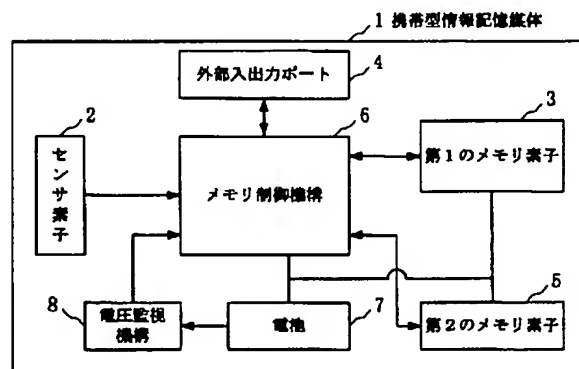 1 携帯型情報記憶媒体
4
外部入出力ポート
2
6
3
センサ素子
メモリ制御機構
第1のメモリ素子
8
電圧監視
機構
電池
7
5
第2のメモリ素子